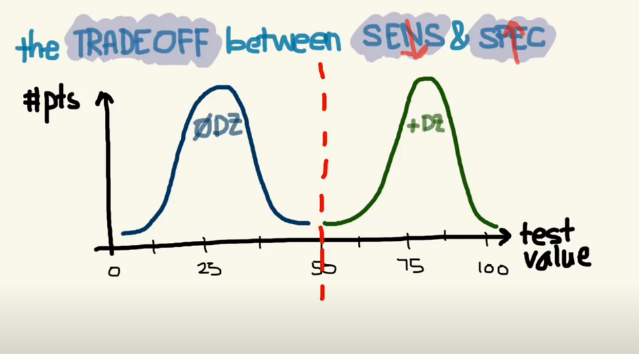 the TRADEOFF between SENS & SPEC
#pts
ØDZ
+DZ
0 25 50 75 100
test
value